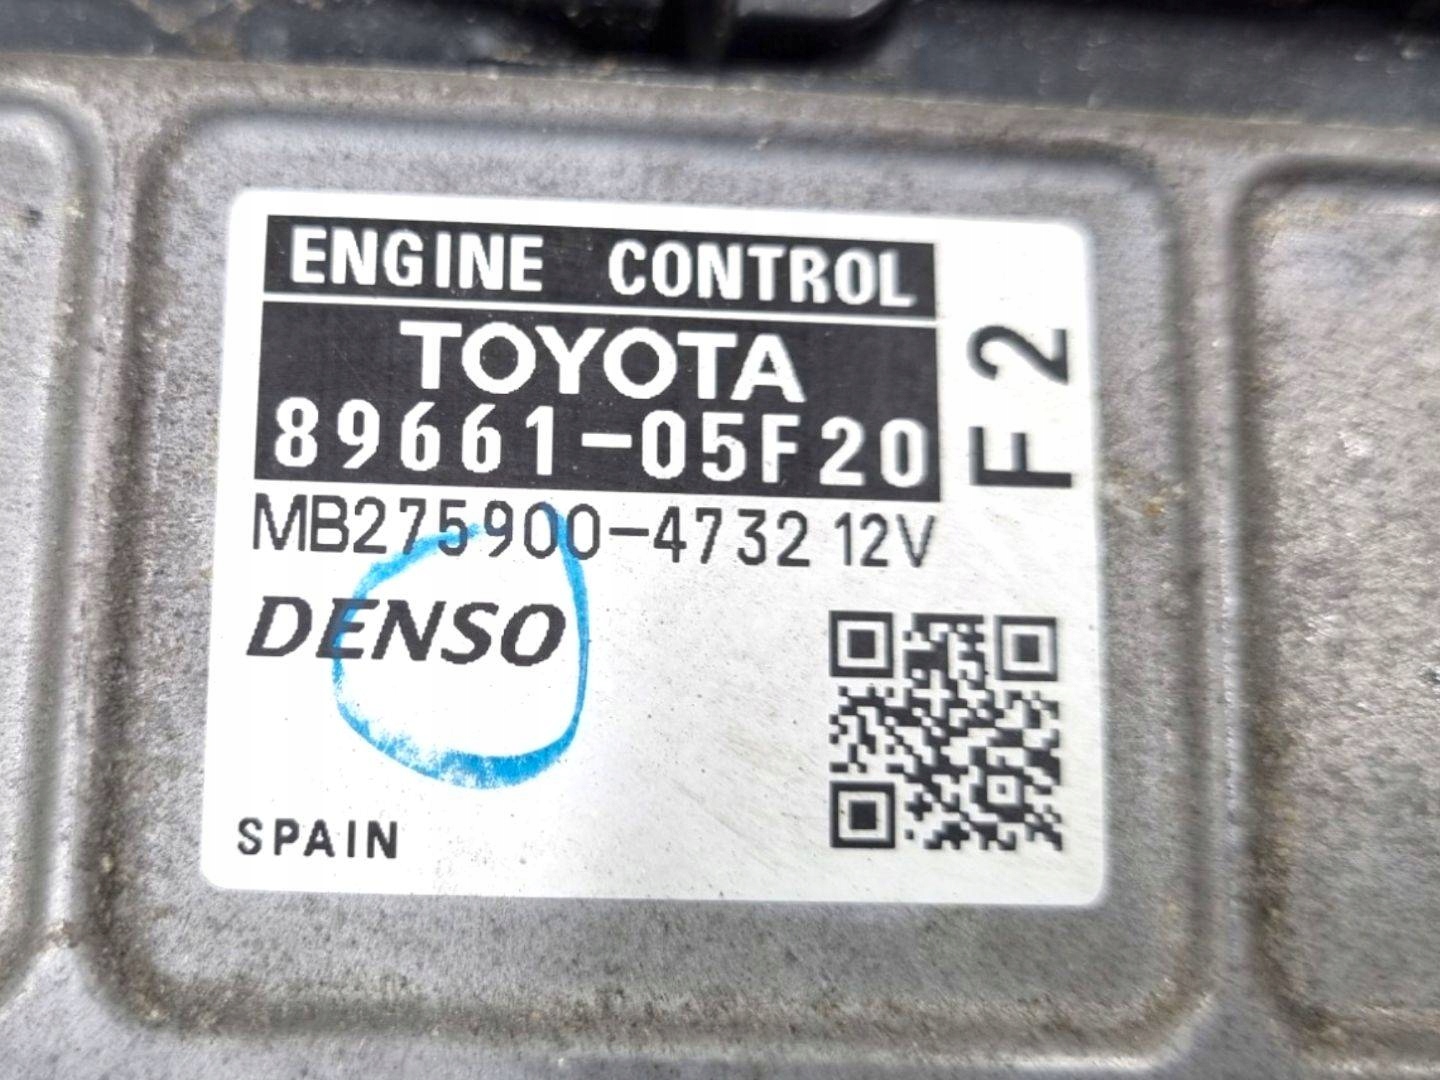 ENGINE CONTROL
TOYOTA
89661-05F20
F2
MB275900-4732 12V
DENSO
SPAIN